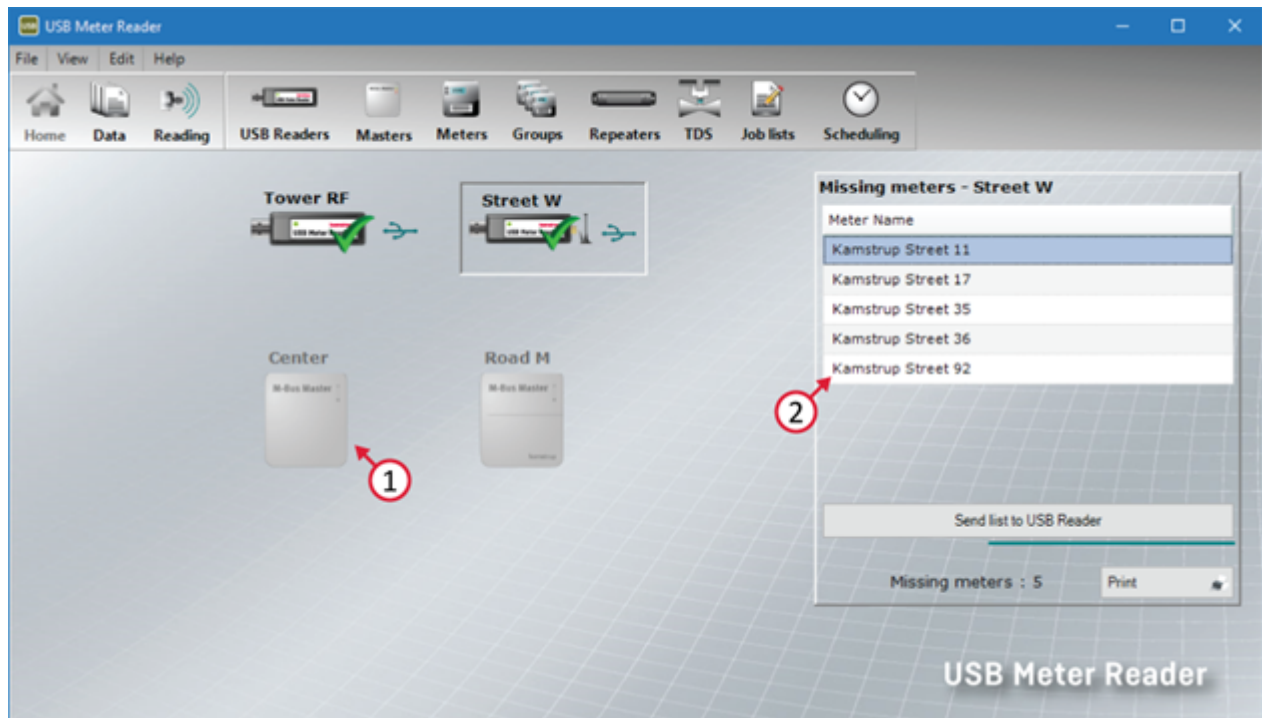 USB Meter Reader
File View Edit Help
Home Data Reading USB Readers Masters Meters Groups Repeaters TDS Job lists Scheduling
Tower RF
Street W
Missing meters - Street W
Meter Name
Kamstrup Street 11
Kamstrup Street 17
Kamstrup Street 35
Kamstrup Street 36
Kamstrup Street 92
Center
Road M
M-Bus Master
M-Bus Master
1
2
Send list to USB Reader
Missing meters : 5
Print
USB Meter Reader